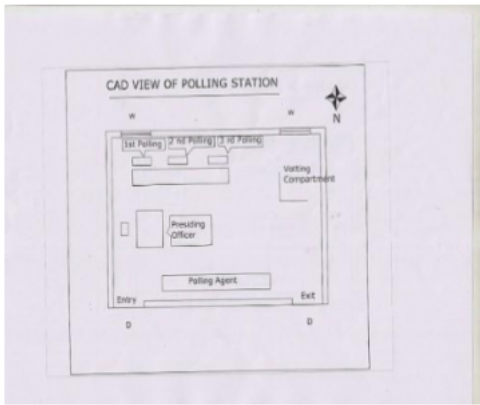 CAD VIEW OF POLLING STATION
N
W
W
1st Polling
2 nd Polling
3 rd Polling
Votting
Compartment
Presiding
Officer
Polling Agent
Entry
Exit
D
D